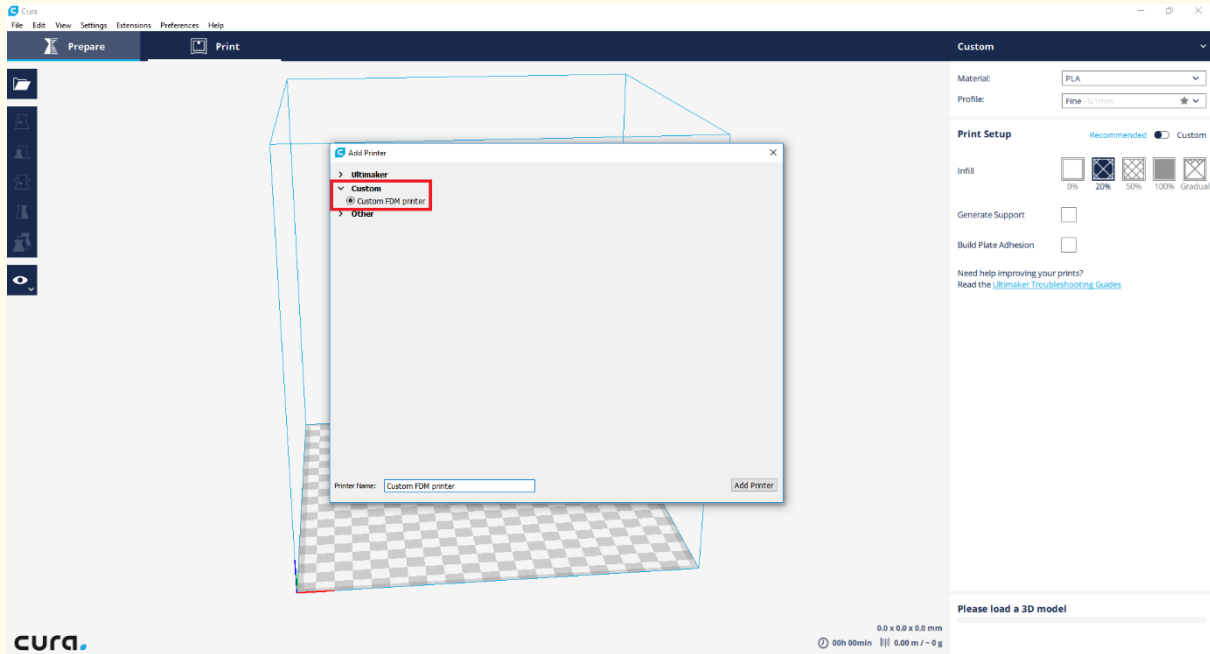 Cura
File Edit View Settings Extensions Preferences Help
Prepare
Print
Custom
Material: PLA
Profile: Fine - 0.1mm
Print Setup Recommended Custom
Infill
0% 20% 50% 100% Gradual
Generate Support
Build Plate Adhesion
Need help improving your prints?
Read the Ultimaker Troubleshooting Guides
Add Printer
Ultimaker
Custom
Custom FDM printer
Other
Printer Name: Custom FDM printer
Add Printer
Please load a 3D model
0.0 x 0.0 x 0.0 mm
00h 00min 0.00 m / ~ 0 g
cura.